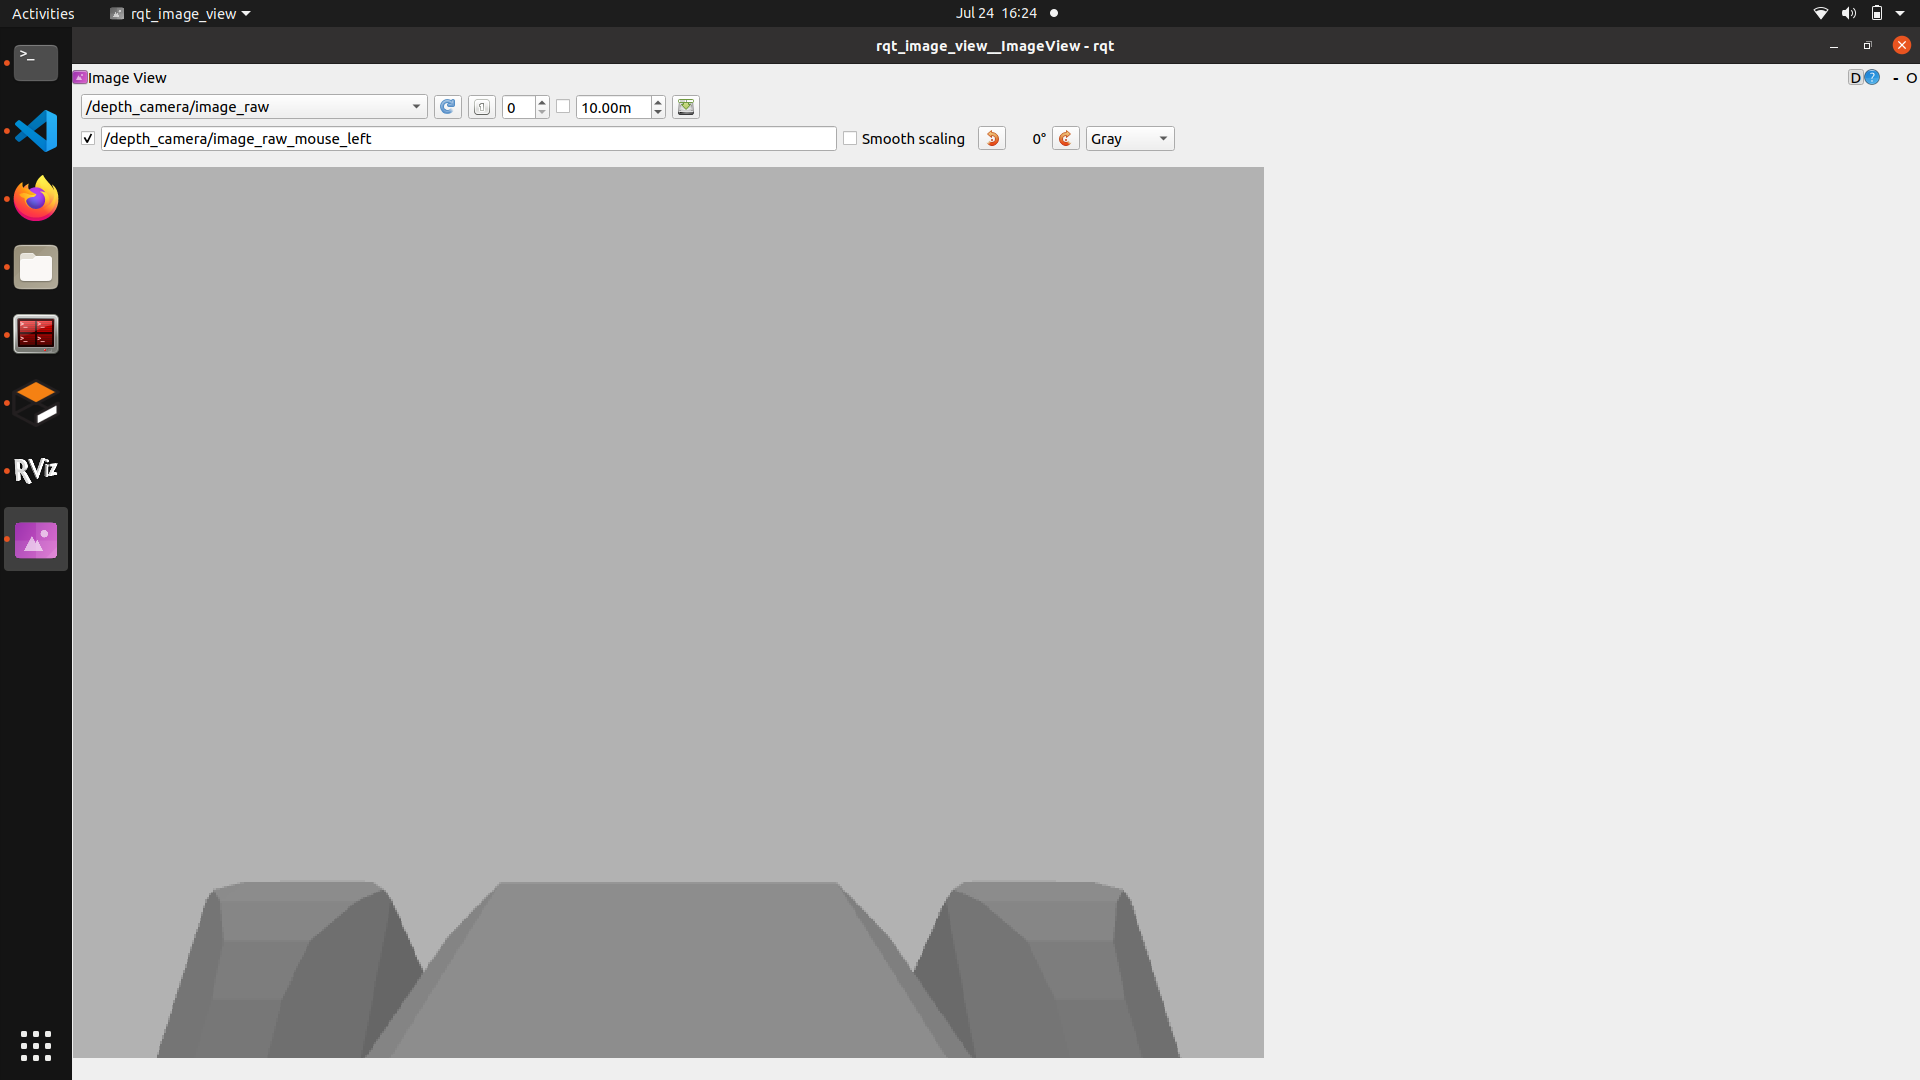 Activities
rqt_image_view
Jul 24 16:24
rqt_image_view__ImageView - rqt
Image View
D
?
- O
/depth_camera/image_raw
0
10.00m
/depth_camera/image_raw_mouse_left
Smooth scaling
0°
Gray
>_
RViz